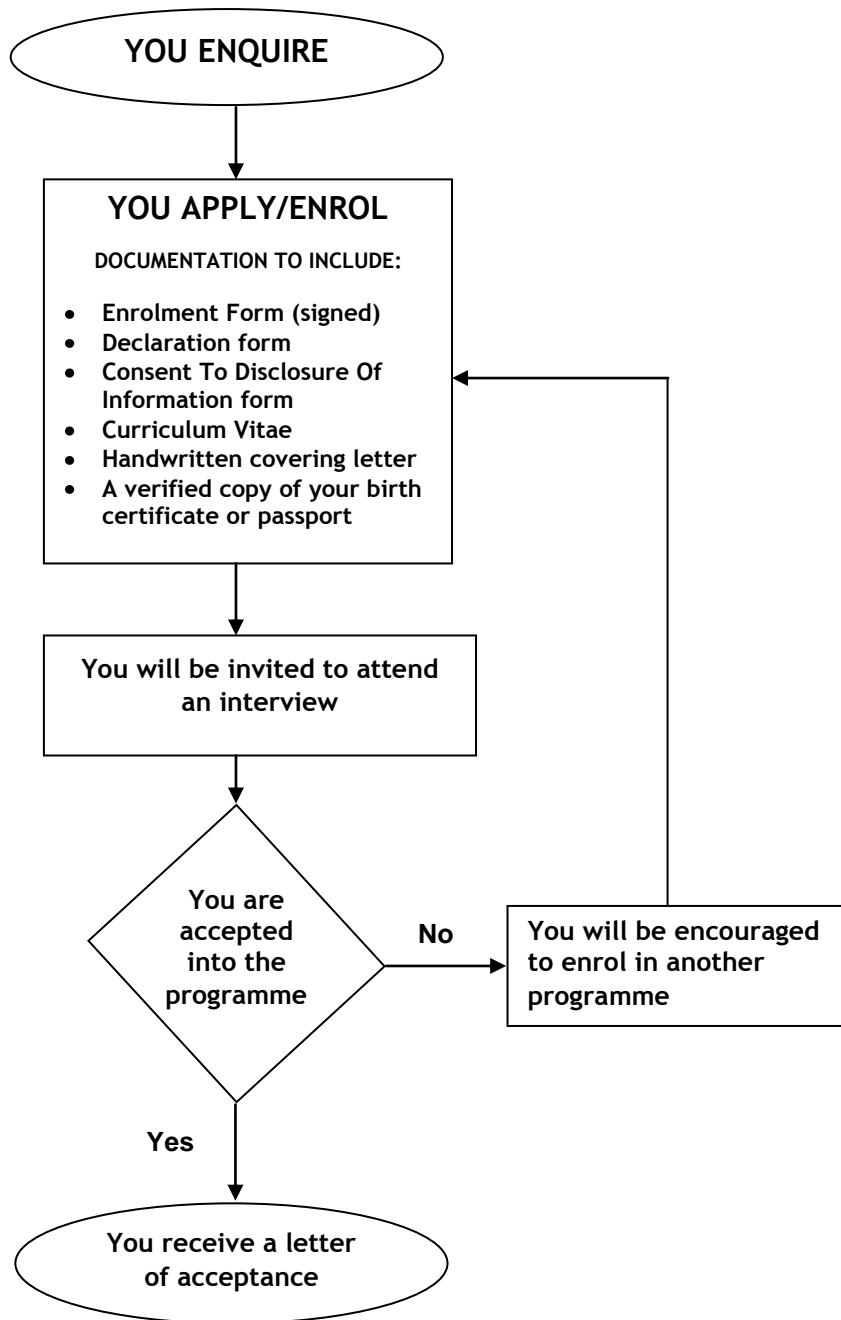 YOU ENQUIRE
YOU APPLY/ENROL
DOCUMENTATION TO INCLUDE:
• Enrolment Form (signed)
• Declaration form
• Consent To Disclosure Of
Information form
• Curriculum Vitae
• Handwritten covering letter
• A verified copy of your birth
certificate or passport
You will be invited to attend
an interview
You are
accepted
into the
programme
No
You will be encouraged
to enrol in another
programme
Yes
You receive a letter
of acceptance